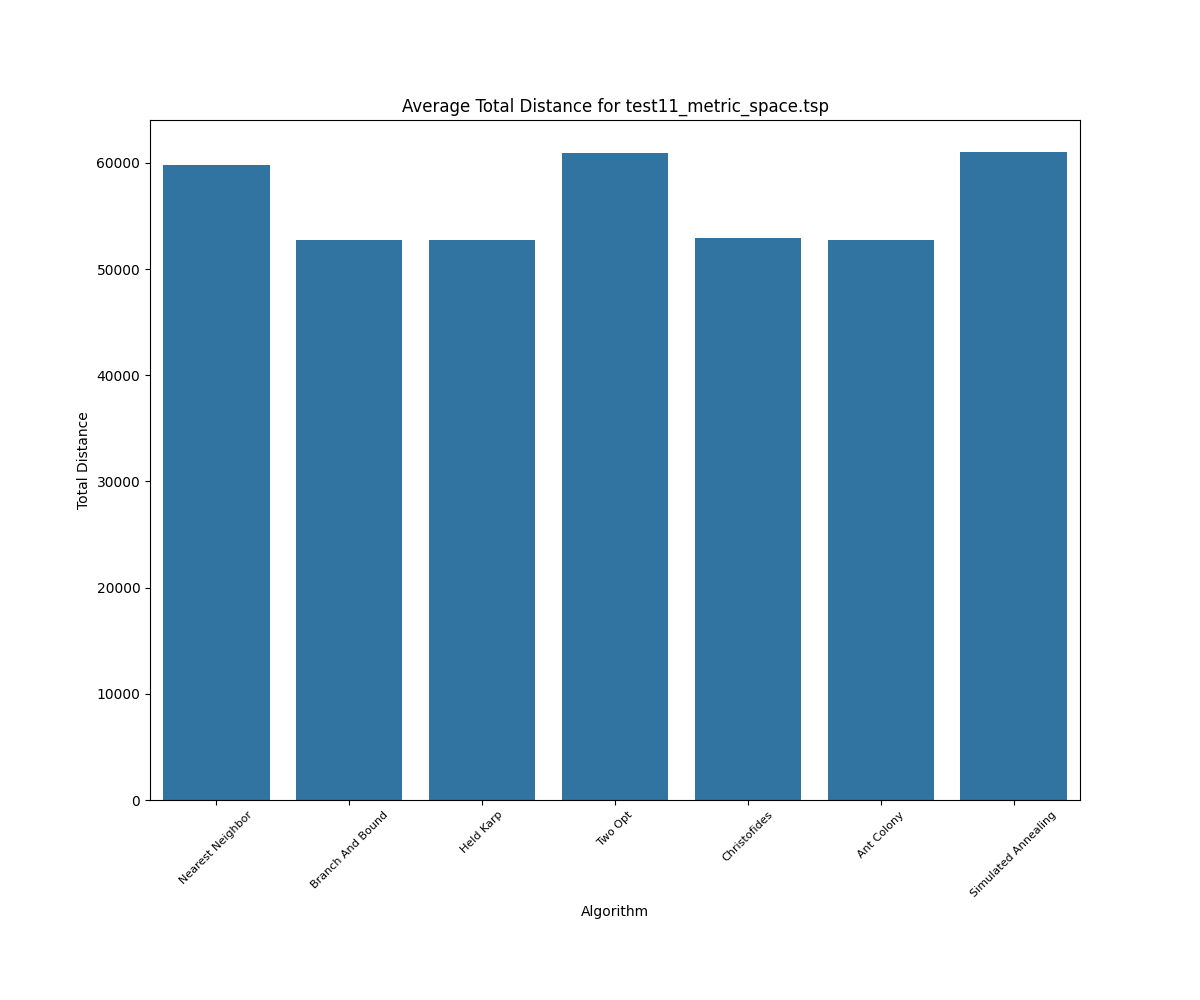 Average Total Distance for test11_metric_space.tsp
Total Distance
60000
50000
40000
30000
20000
10000
0
Nearest Neighbor
Branch And Bound
Held Karp
Two Opt
Christofides
Ant Colony
Simulated Annealing
Algorithm